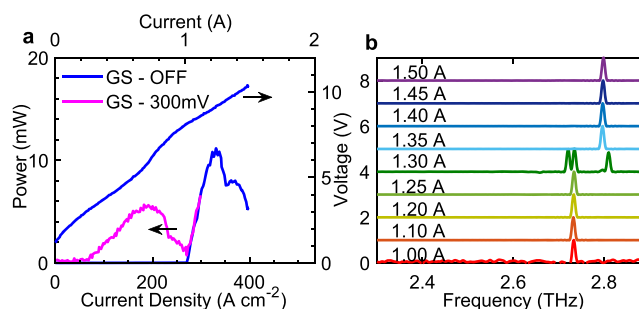 Current (A)
0 1 2
a
b
20
10
0
Power (mW)
GS - OFF
GS - 300mV
10
5
0
Voltage (V)
0 200 400
Current Density (A cm⁻²)
8
6
4
2
0
1.50 A
1.45 A
1.40 A
1.35 A
1.30 A
1.25 A
1.20 A
1.10 A
1.00 A
2.4 2.6 2.8
Frequency (THz)